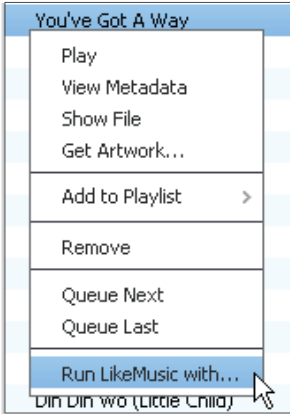 You've Got A Way
Play
View Metadata
Show File
Get Artwork...
Add to Playlist
Remove
Queue Next
Queue Last
Run LikeMusic with...
Din Din Wo (Little Child)